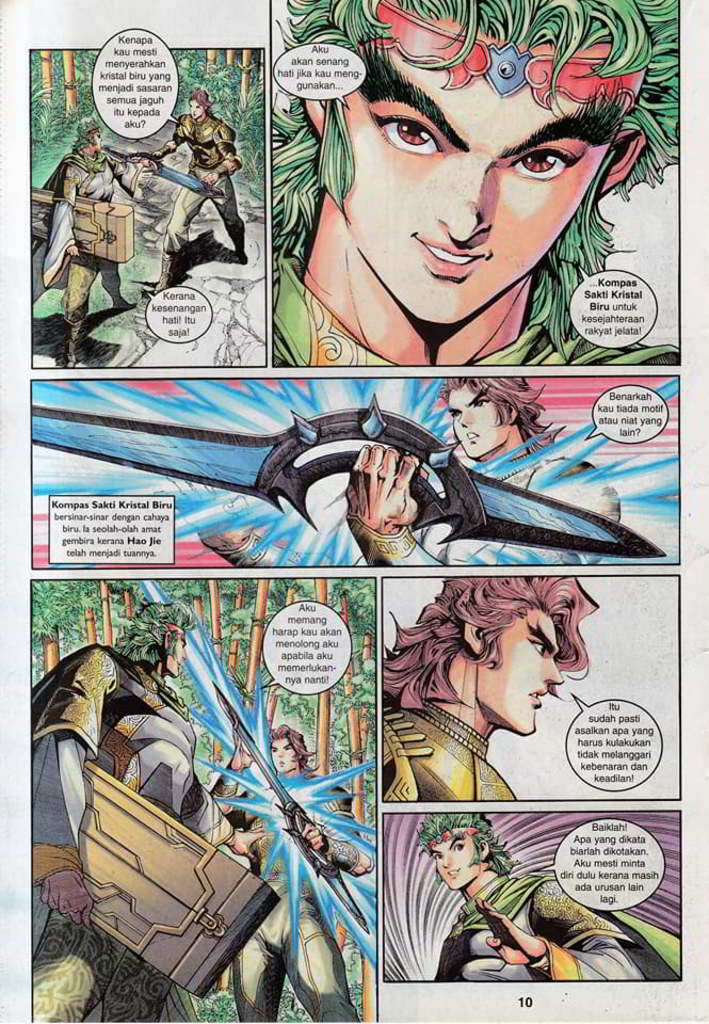 Kenapa
kau mesti
menyerahkan
kristal biru yang
menjadi sasaran
semua jaguh
itu kepada
aku?
Kerana
kesenangan
hati! Itu
saja!
Aku
akan senang
hati jika kau meng-
gunakan...
...Kompas
Sakti Kristal
Biru untuk
kesejahteraan
rakyat jelata!
Benarkah
kau tiada motif
atau niat yang
lain?
Kompas Sakti Kristal Biru
bersinar-sinar dengan cahaya
biru. Ia seolah-olah amat
gembira kerana Hao Jie
telah menjadi tuannya.
Aku
memang
harap kau akan
menolong aku
apabila aku
memerlukan-
nya nanti!
Itu
sudah pasti
asalkan apa yang
harus kulakukan
tidak melanggari
kebenaran dan
keadilan!
Baiklah!
Apa yang dikata
biarlah dikotakan.
Aku mesti minta
diri dulu kerana masih
ada urusan lain
lagi.
10